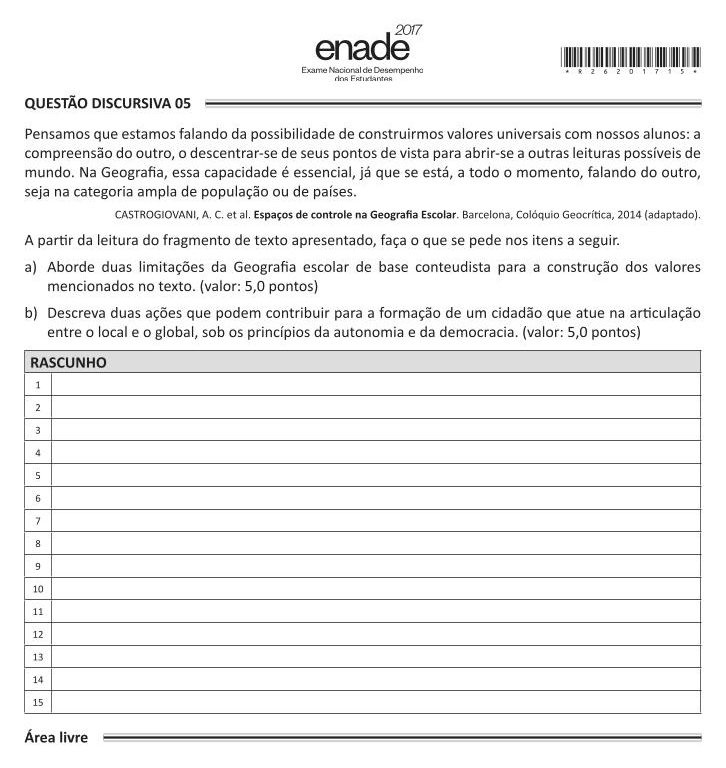 2017
enade
Exame Nacional de Desempenho
dos Estudantes
*R2620171 5*
QUESTÃO DISCURSIVA 05
Pensamos que estamos falando da possibilidade de construirmos valores universais com nossos alunos: a
compreensão do outro, o descentrar-se de seus pontos de vista para abrir-se a outras leituras possíveis de
mundo. Na Geografia, essa capacidade é essencial, já que se está, a todo o momento, falando do outro,
seja na categoria ampla de população ou de países.
CASTROGIOVANI, A. C. et al. Espaços de controle na Geografia Escolar. Barcelona, Colóquio Geocrítica, 2014 (adaptado).
A partir da leitura do fragmento de texto apresentado, faça o que se pede nos itens a seguir.
a) Aborde duas limitações da Geografia escolar de base conteudista para a construção dos valores
mencionados no texto. (valor: 5,0 pontos)
b) Descreva duas ações que podem contribuir para a formação de um cidadão que atue na articulação
entre o local e o global, sob os princípios da autonomia e da democracia. (valor: 5,0 pontos)
RASCUNHO
1
2
3
4
5
6
7
8
9
10
11
12
13
14
15
Área livre